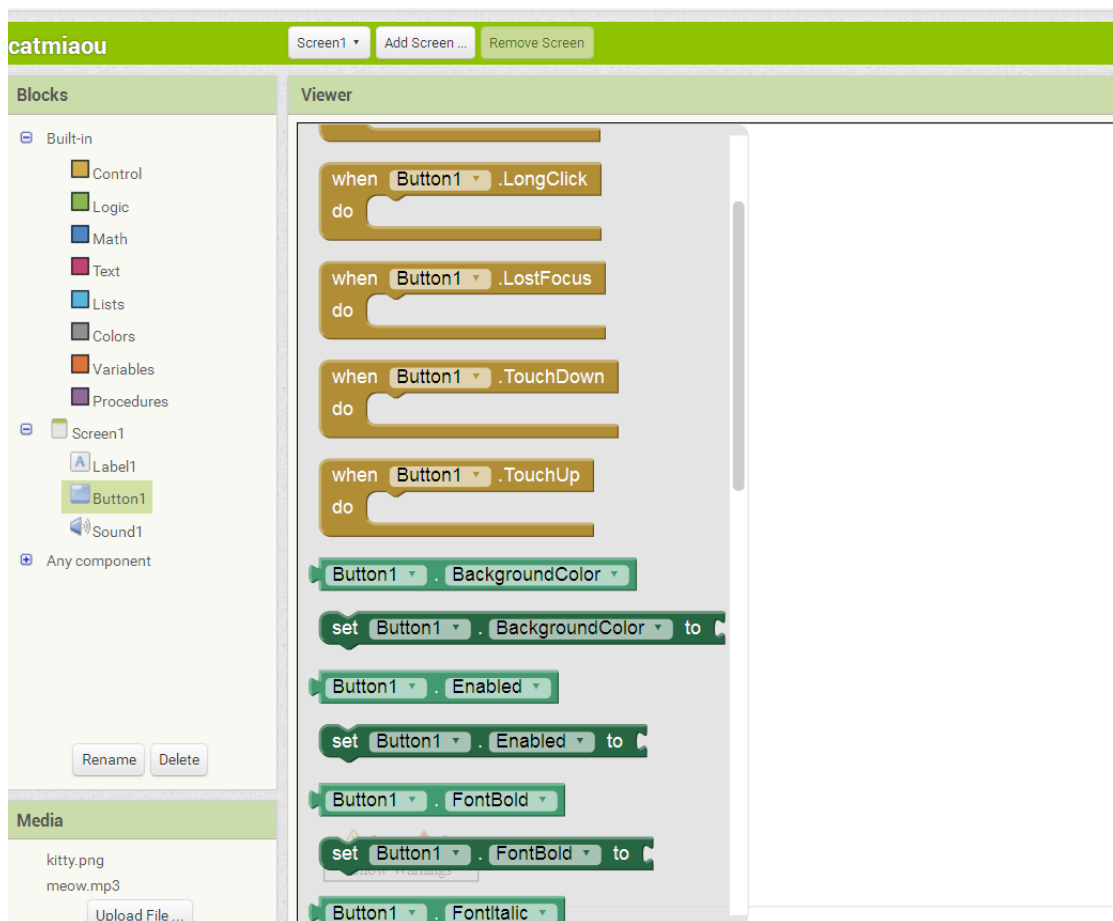 catmiaou
Screen1 Add Screen ... Remove Screen
Blocks
Built-in
Control
Logic
Math
Text
Lists
Colors
Variables
Procedures
Screen1
Label1
Button1
Sound1
Any component
Rename Delete
Media
kitty.png
meow.mp3
Upload File ...
Viewer
when Button1 .LongClick
do
when Button1 .LostFocus
do
when Button1 .TouchDown
do
when Button1 .TouchUp
do
Button1 . BackgroundColor
set Button1 . BackgroundColor to
Button1 . Enabled
set Button1 . Enabled to
Button1 . FontBold
set Button1 . FontBold to
Warnings
Button1 . FontItalic